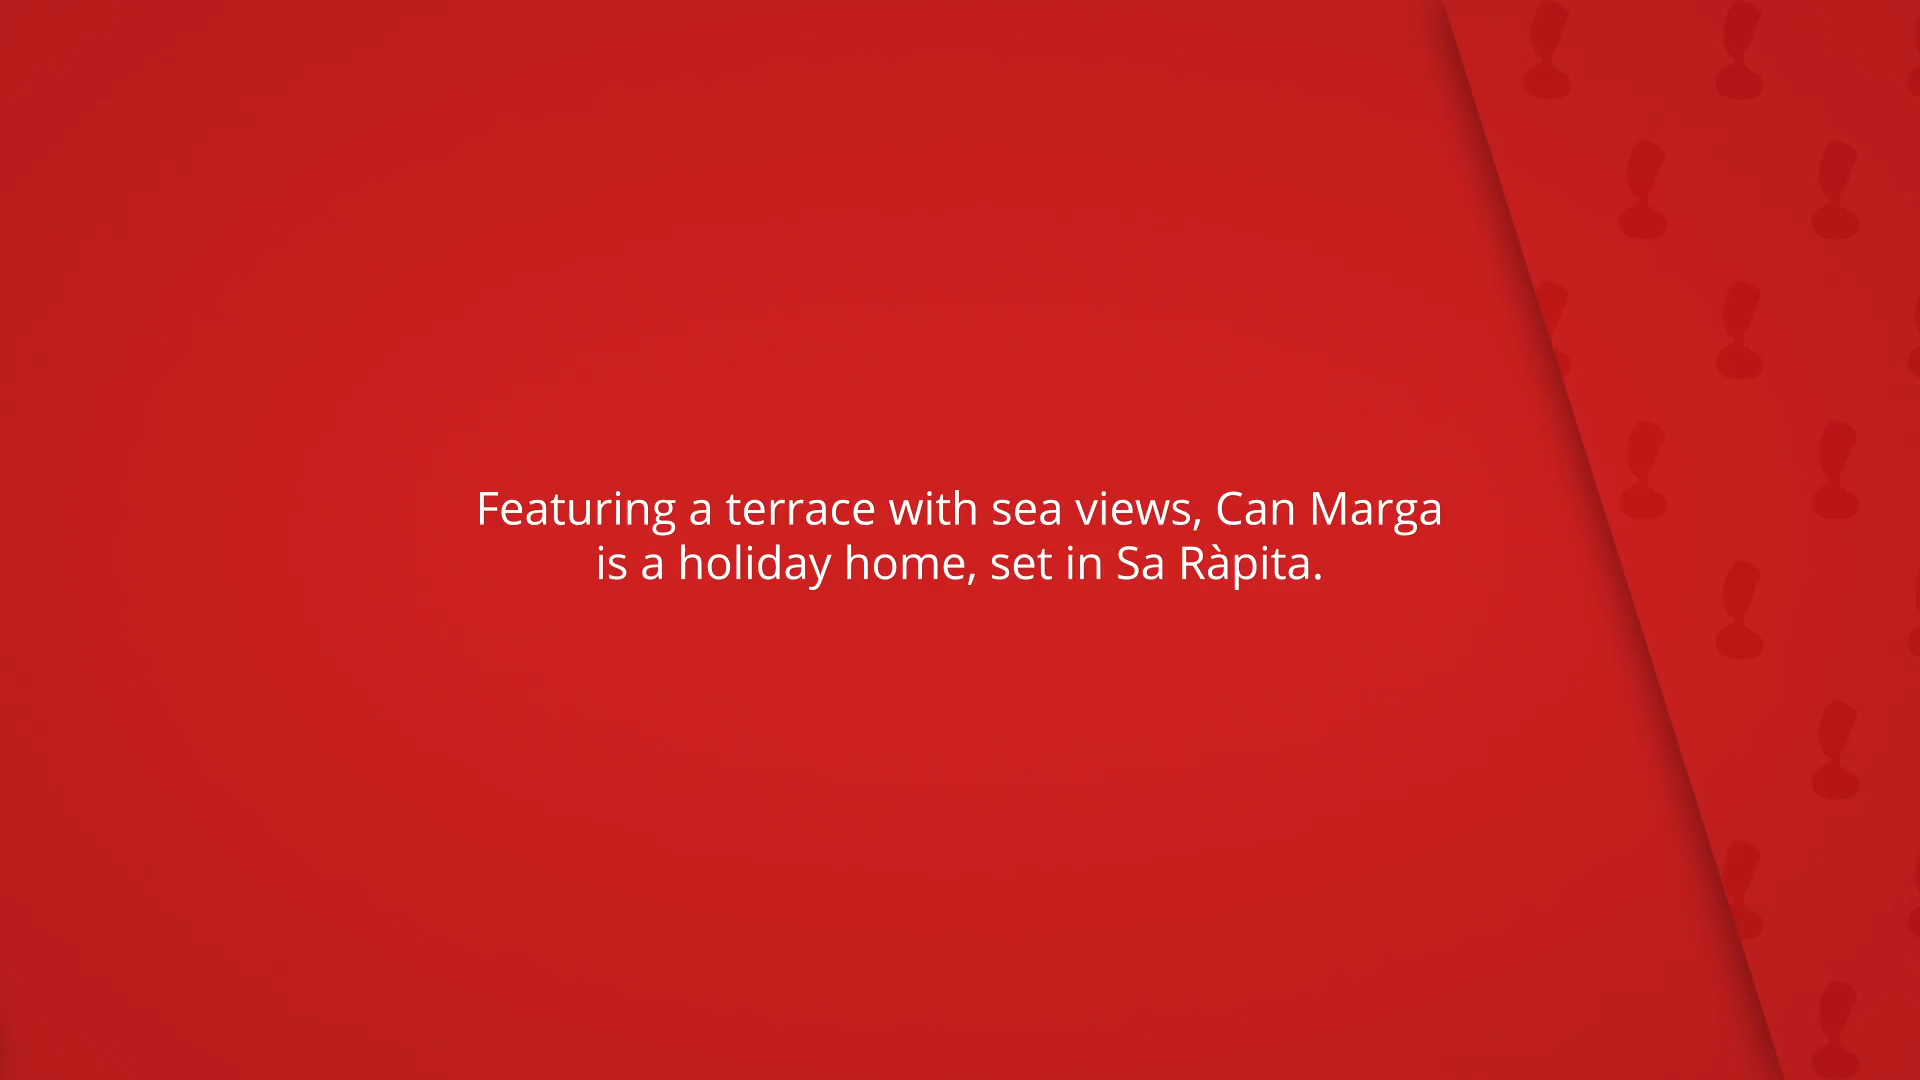 Featuring a terrace with sea views, Can Marga
is a holiday home, set in Sa Ràpita.